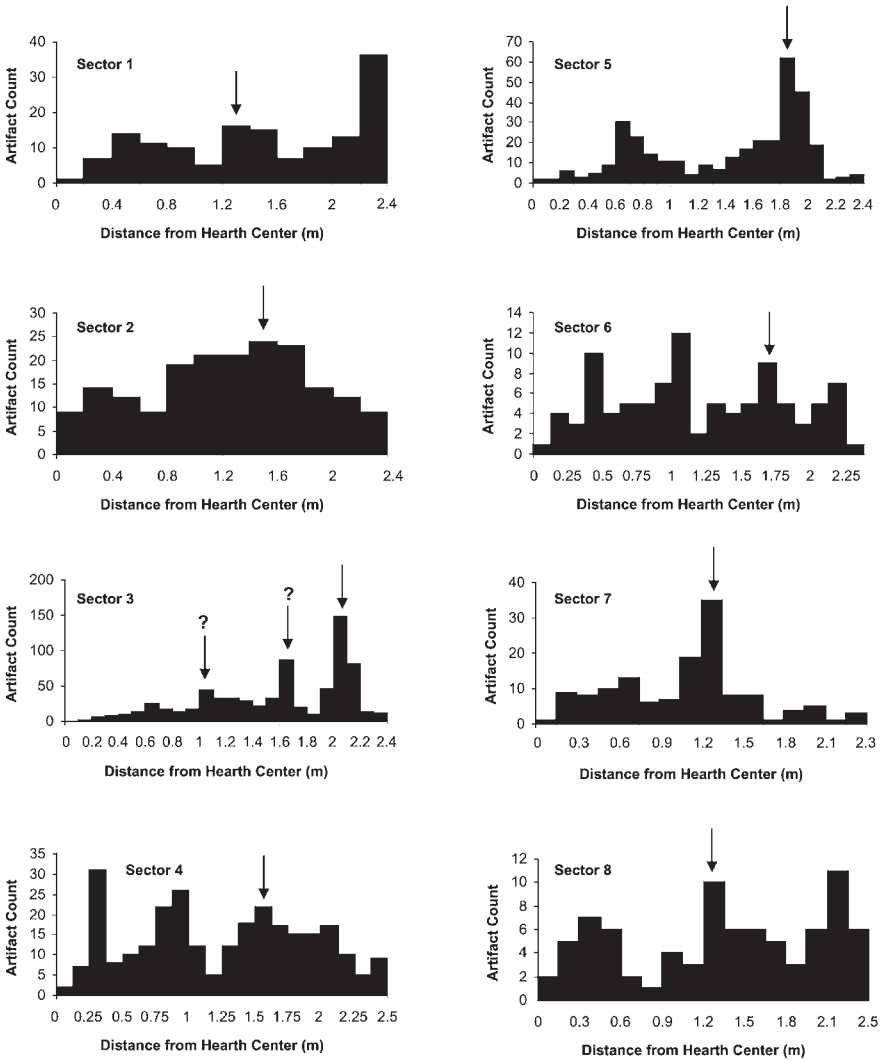 Sector 1
Artifact Count
40
30
20
10
0
0 0.4 0.8 1.2 1.6 2 2.4
Distance from Hearth Center (m)
Sector 5
Artifact Count
70
60
50
40
30
20
10
0
0 0.2 0.4 0.6 0.8 1 1.2 1.4 1.6 1.8 2 2.2 2.4
Distance from Hearth Center (m)
Sector 2
Artifact Count
30
25
20
15
10
5
0
0 0.4 0.8 1.2 1.6 2 2.4
Distance from Hearth Center (m)
Sector 6
Artifact Count
14
12
10
8
6
4
2
0
0 0.25 0.5 0.75 1 1.25 1.5 1.75 2 2.25
Distance from Hearth Center (m)
Sector 3
? ?
Artifact Count
200
150
100
50
0
0 0.2 0.4 0.6 0.8 1 1.2 1.4 1.6 1.8 2 2.2 2.4
Distance from Hearth Center (m)
Sector 7
Artifact Count
40
30
20
10
0
0 0.3 0.6 0.9 1.2 1.5 1.8 2.1 2.3
Distance from Hearth Center (m)
Sector 4
Artifact Count
35
30
25
20
15
10
5
0
0 0.25 0.5 0.75 1 1.25 1.5 1.75 2 2.25 2.5
Distance from Hearth Center (m)
Sector 8
Artifact Count
12
10
8
6
4
2
0
0 0.3 0.6 0.9 1.2 1.5 1.8 2.1 2.5
Distance from Hearth Center (m)